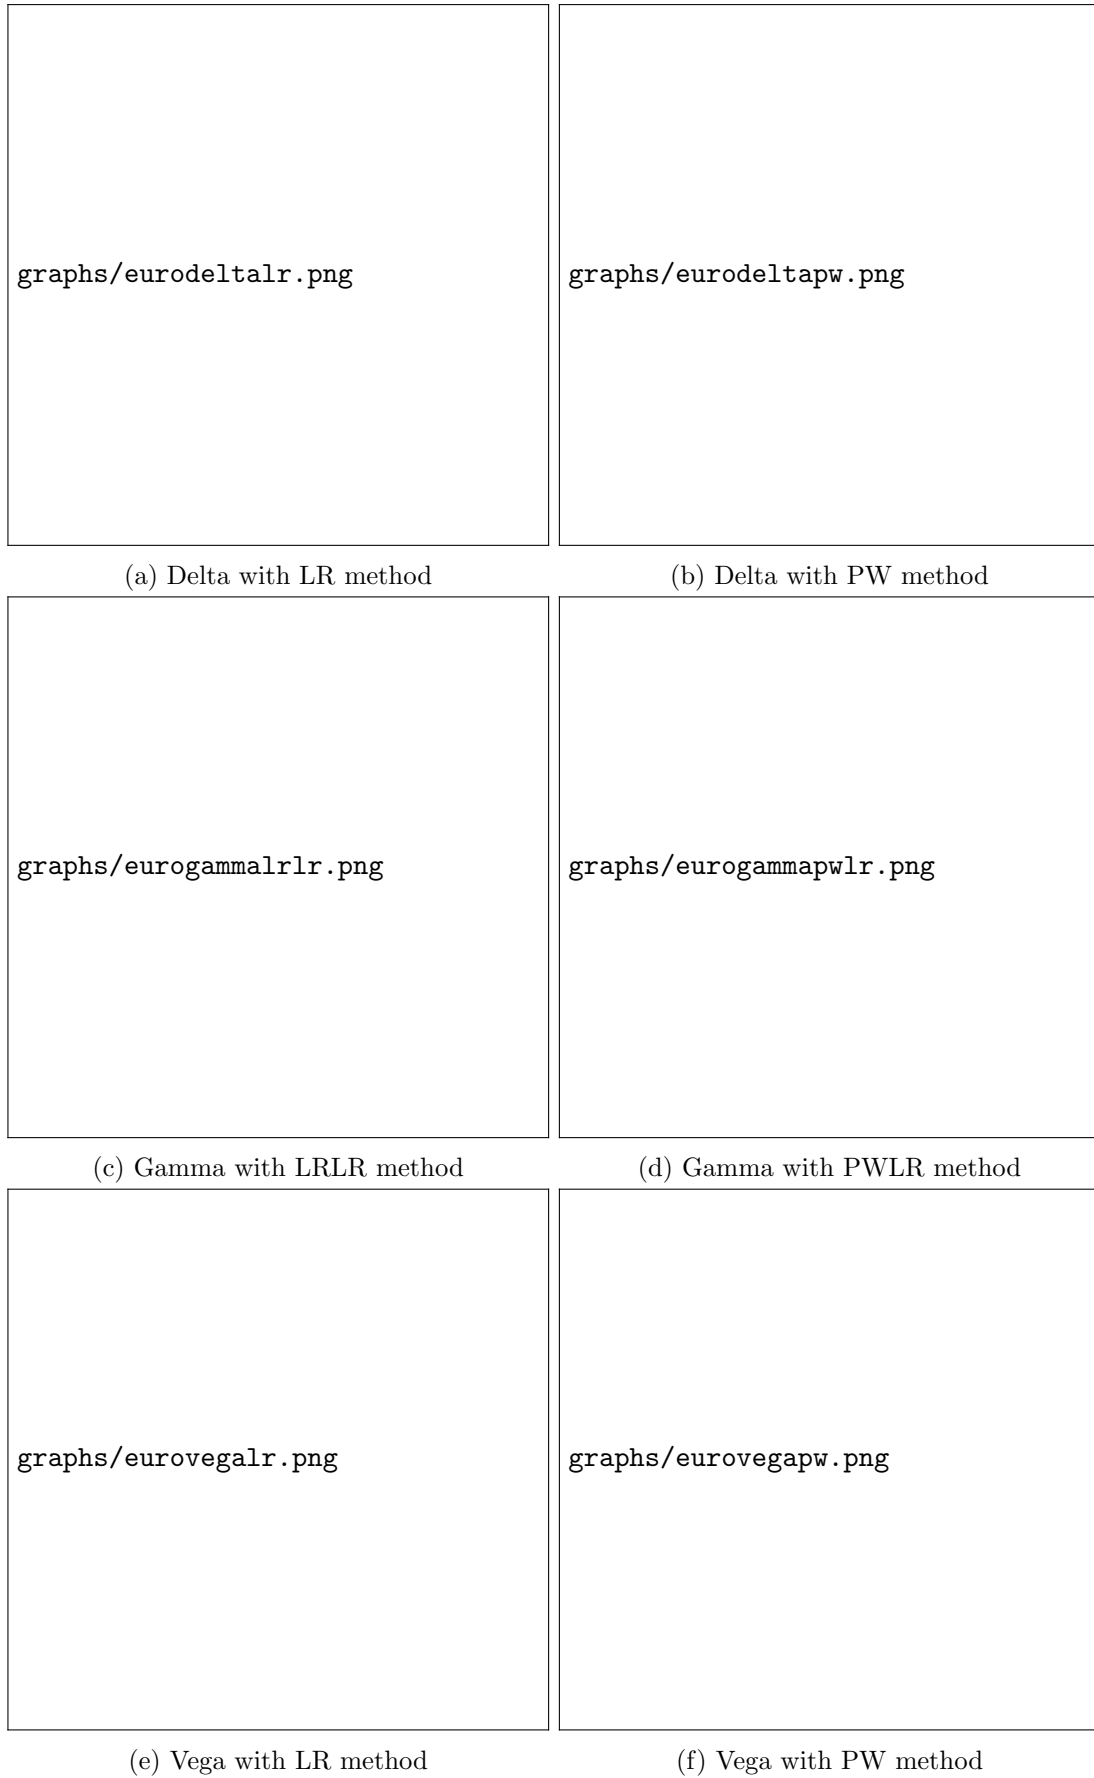 graphs/eurodeltalr.png
graphs/eurodeltapw.png
(a) Delta with LR method
(b) Delta with PW method
graphs/eurogammalrlr.png
graphs/eurogammapwlr.png
(c) Gamma with LRLR method
(d) Gamma with PWLR method
graphs/eurovegalr.png
graphs/eurovegapw.png
(e) Vega with LR method
(f) Vega with PW method